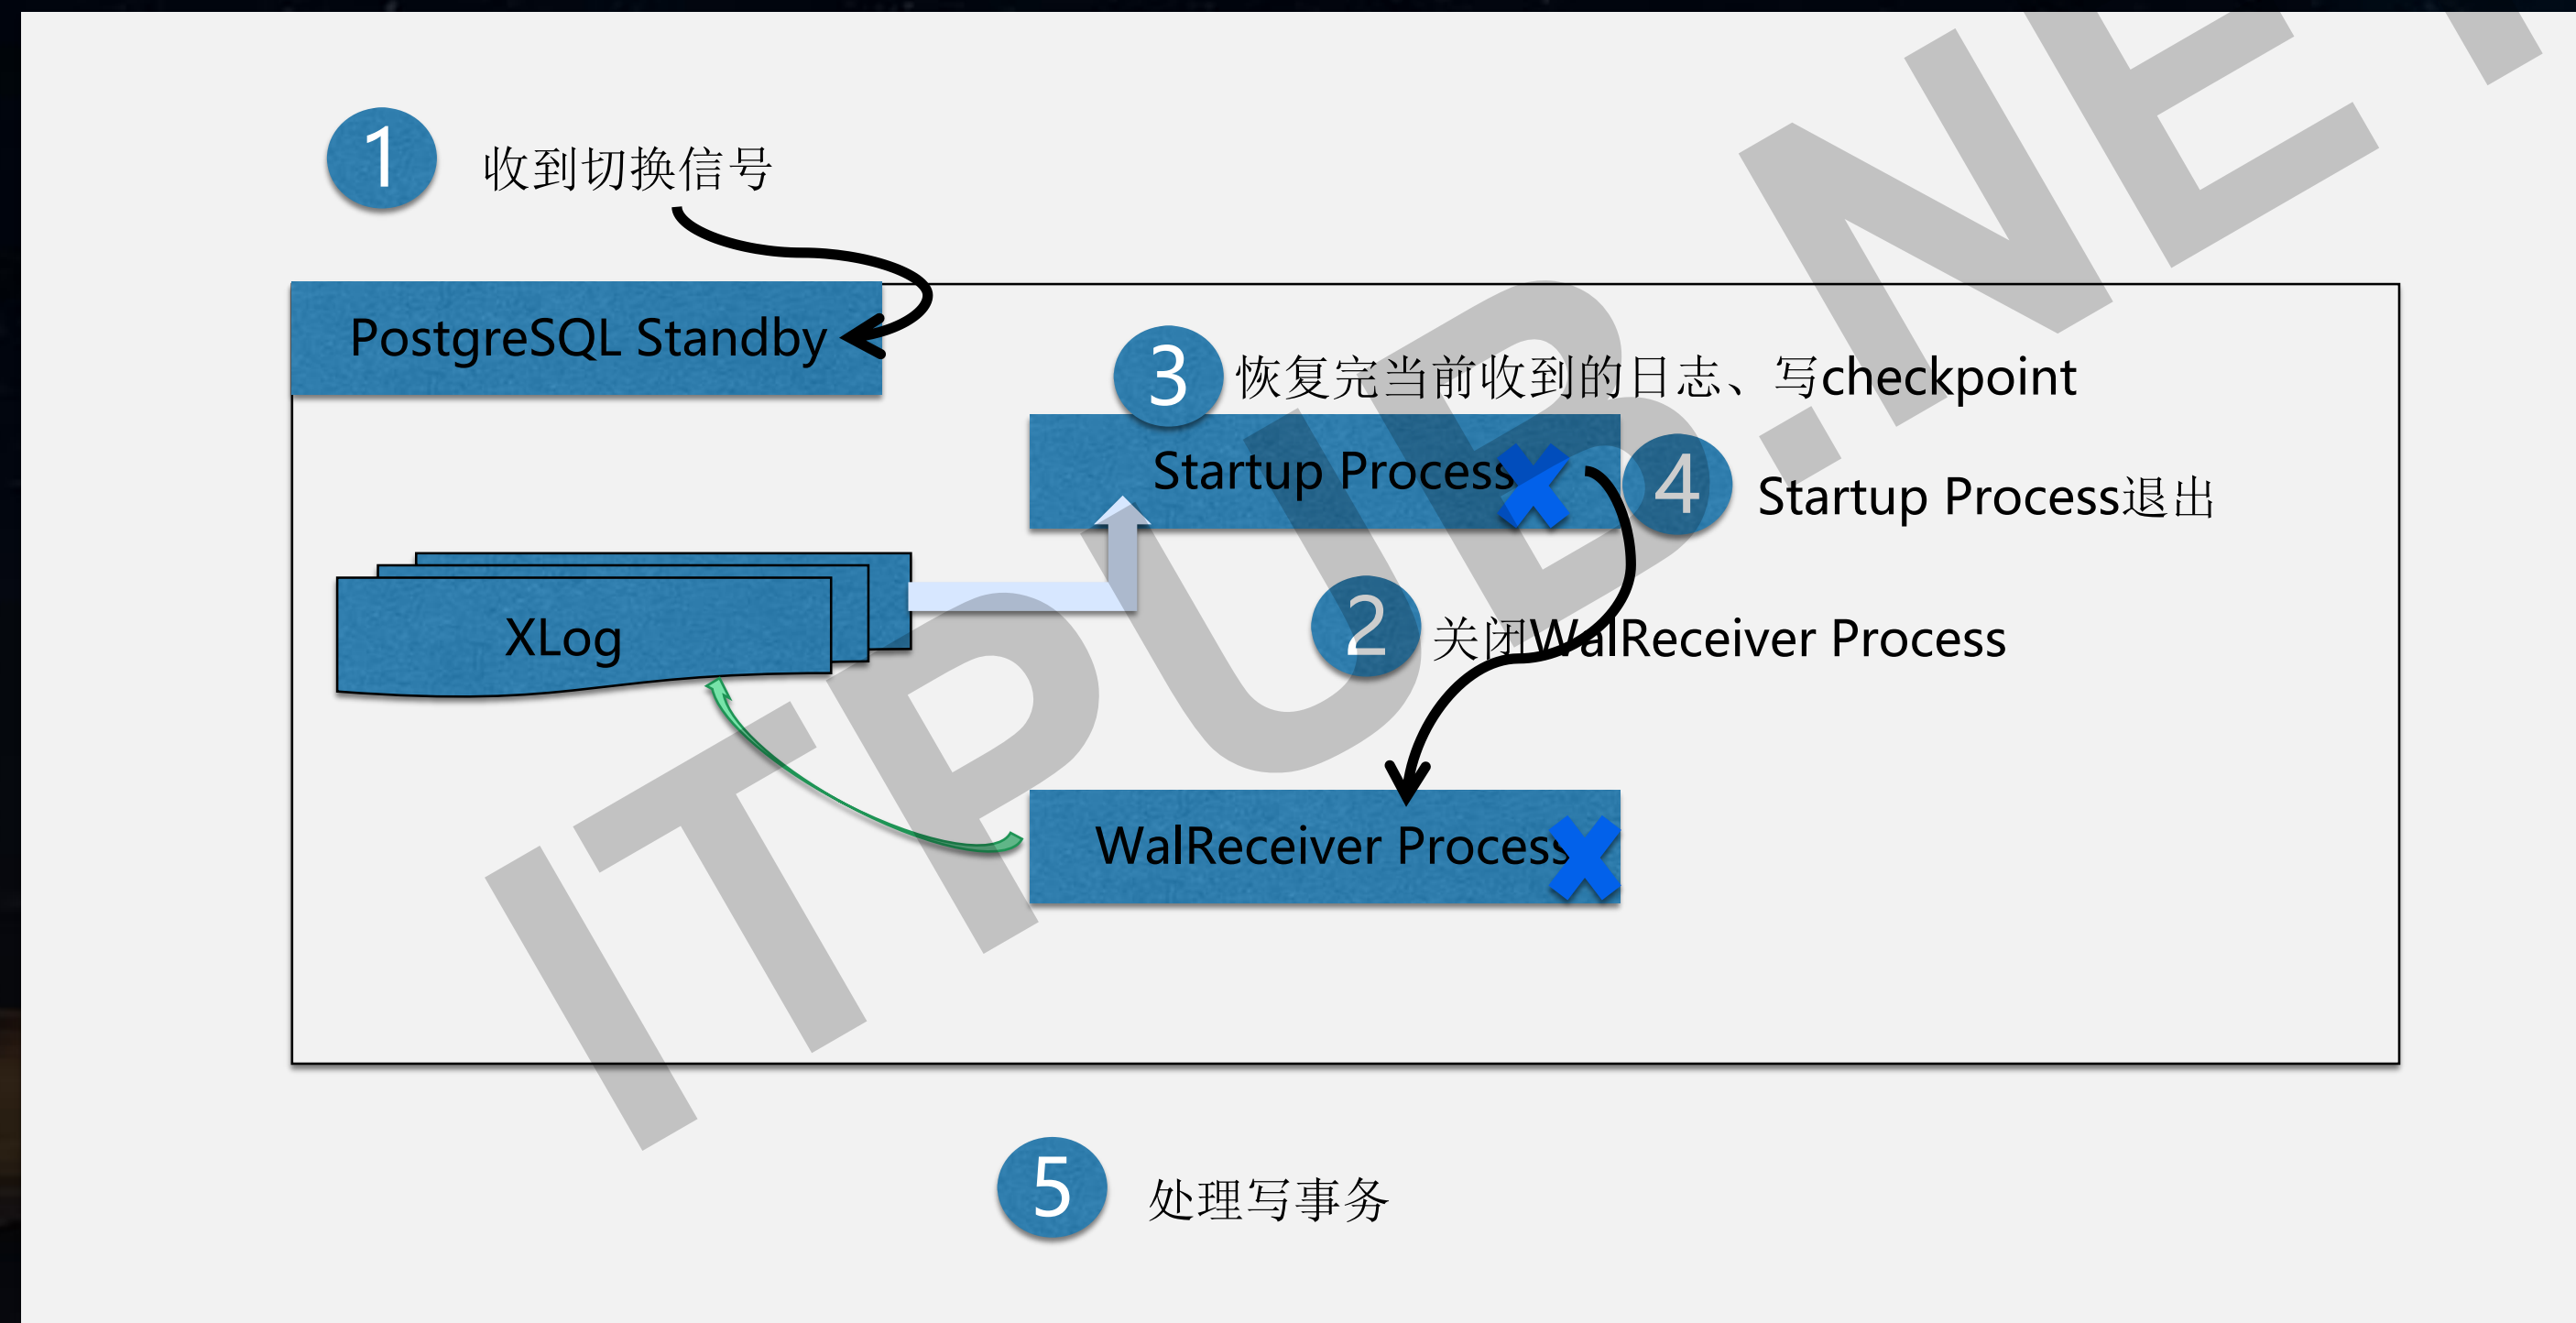 1
收到切换信号
PostgreSQL Standby
3
恢复完当前收到的日志、写checkpoint
Startup Process
4
Startup Process退出
XLog
2
关闭WalReceiver Process
WalReceiver Process
5
处理写事务
ITPUB.NET